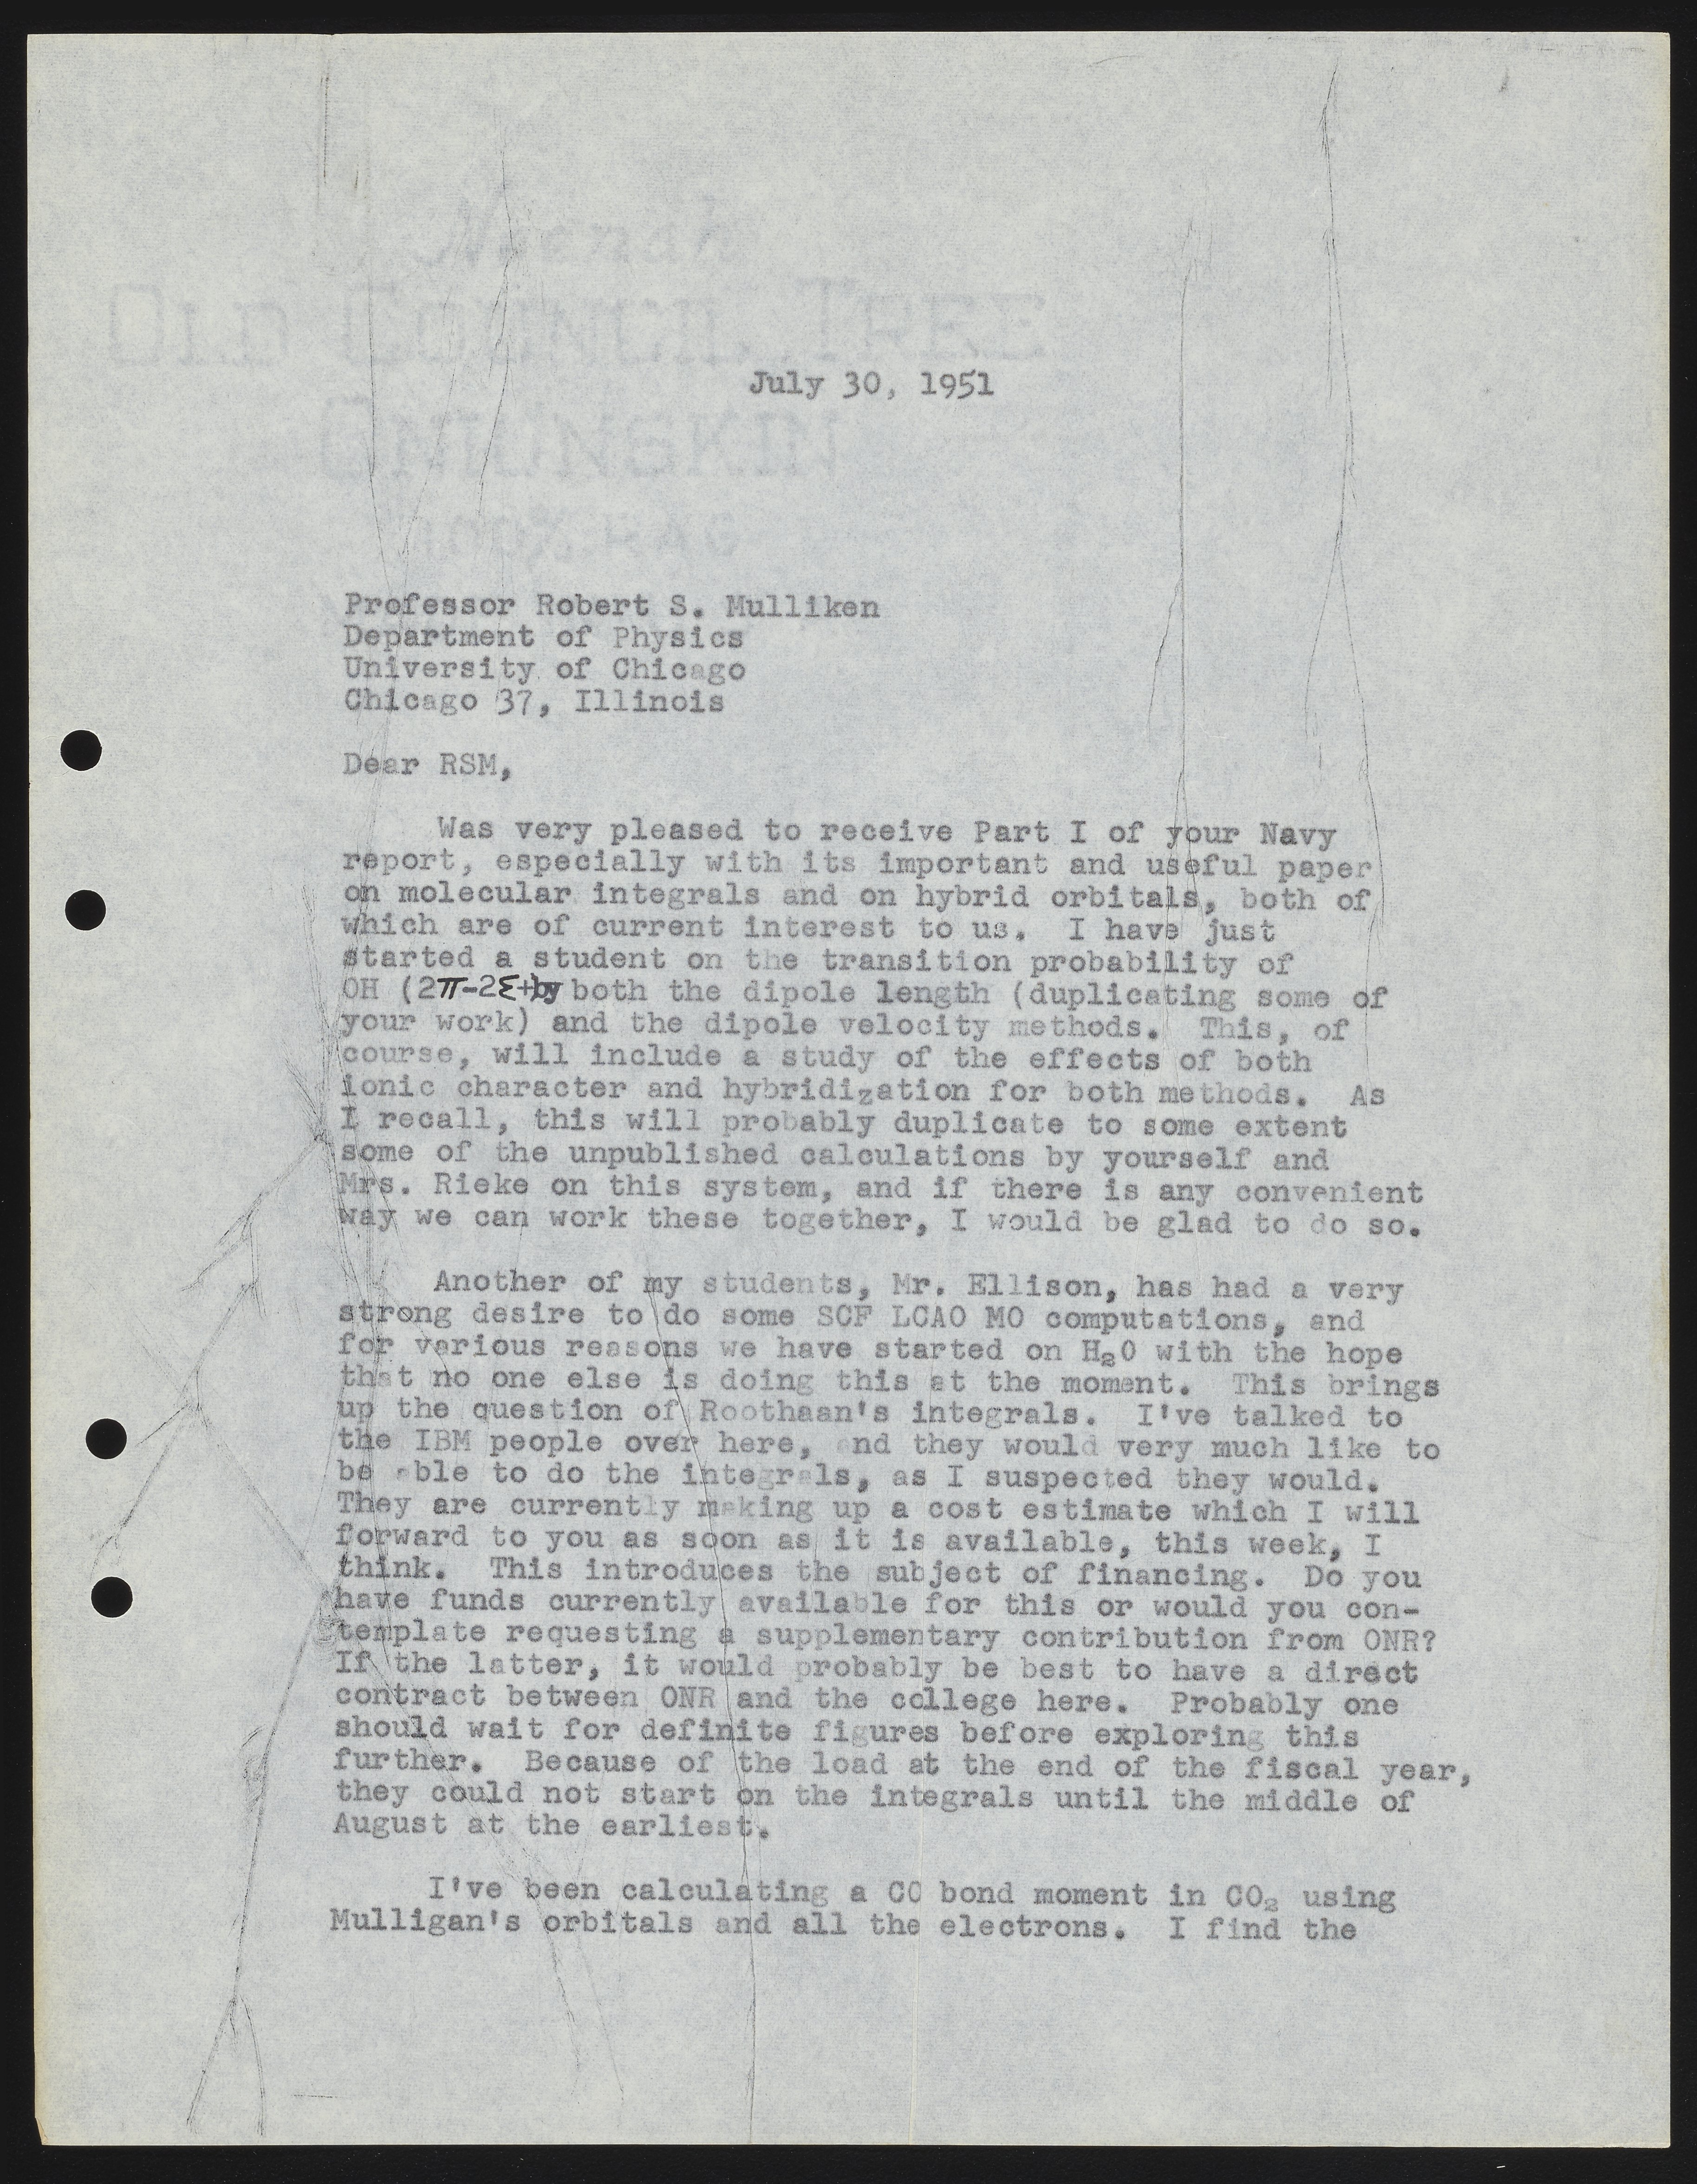 Neenah
OLD COUNCIL TREE
ONIONSKIN
July 30, 1951
Professor Robert S. Mulliken
Department of Physics
University of Chicago
Chicago 37, Illinois
Dear RSM,
Was very pleased to receive Part I of your Navy
report, especially with its important and useful paper
on molecular integrals and on hybrid orbitals, both of
which are of current interest to us. I have just
started a student on the transition probability of
OH (2π-2Σ+) by both the dipole length (duplicating some of
your work) and the dipole velocity methods. This, of
course, will include a study of the effects of both
ionic character and hybridization for both methods. As
I recall, this will probably duplicate to some extent
some of the unpublished calculations by yourself and
Mrs. Rieke on this system, and if there is any convenient
way we can work these together, I would be glad to do so.
Another of my students, Mr. Ellison, has had a very
strong desire to do some SCF LCAO MO computations, and
for various reasons we have started on H₂O with the hope
that no one else is doing this at the moment. This brings
up the question of Roothaan's integrals. I've talked to
the IBM people over here, and they would very much like to
be able to do the integrals, as I suspected they would.
They are currently making up a cost estimate which I will
forward to you as soon as it is available, this week, I
think. This introduces the subject of financing. Do you
have funds currently available for this or would you con-
template requesting a supplementary contribution from ONR?
If the latter, it would probably be best to have a direct
contract between ONR and the college here. Probably one
should wait for definite figures before exploring this
further. Because of the load at the end of the fiscal year,
they could not start on the integrals until the middle of
August at the earliest.
I've been calculating a CO bond moment in CO₂ using
Mulligan's orbitals and all the electrons. I find the